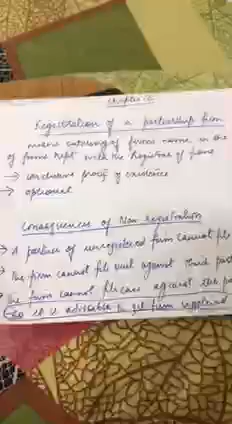 Chapter 12
Registration of a partnership firm
means entering of firms name in the
of firms kept with the Registrar of firms
→ conclusive proof of existence
→ optional
Consequences of Non registration
→ A partner of unregistered firm cannot file
→ The firm cannot file suit against third part
→ The firm cannot file case against the pa
So it is advisable to get firm registered